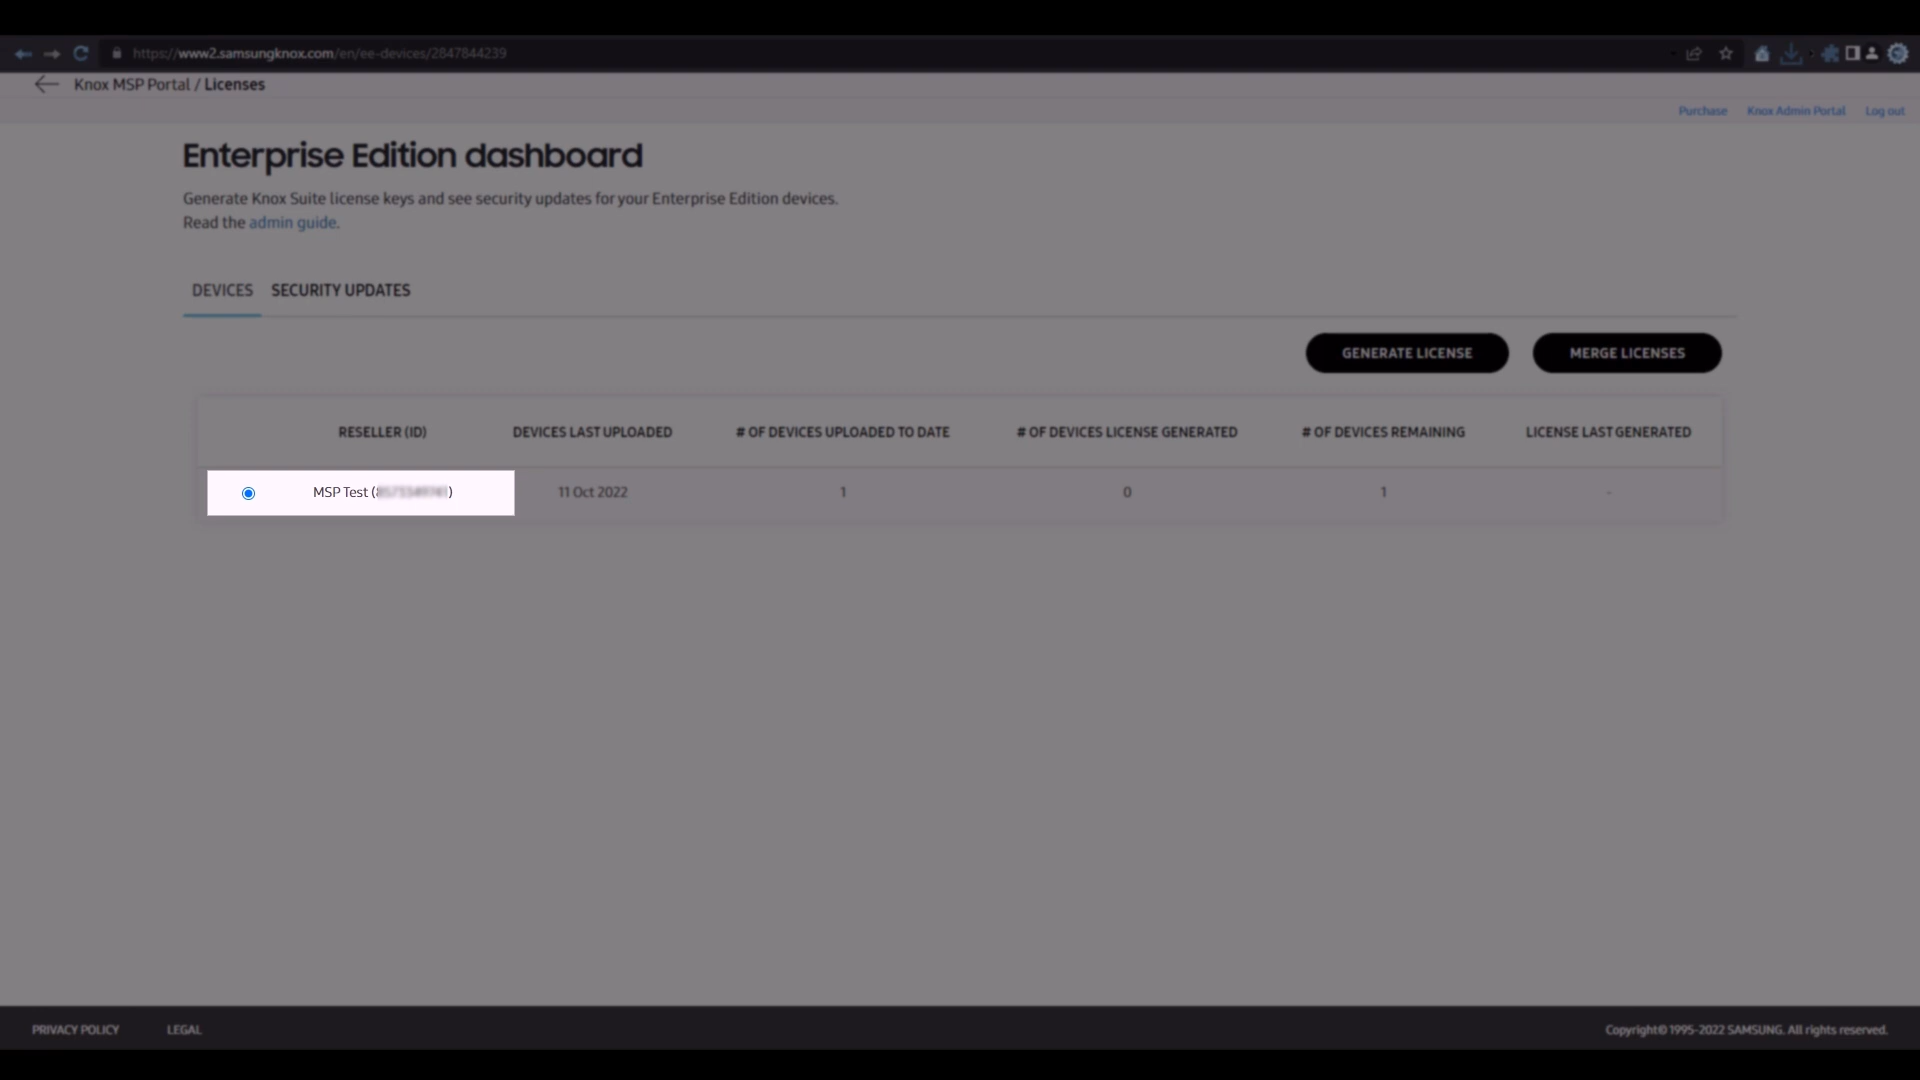 https://www2.samsungknox.com/en/ee-devices/2847844239
Knox MSP Portal / Licenses
Purchase Knox Admin Portal Log out
Enterprise Edition dashboard
Generate Knox Suite license keys and see security updates for your Enterprise Edition devices.
Read the admin guide.
DEVICES SECURITY UPDATES
GENERATE LICENSE MERGE LICENSES
RESELLER (ID) DEVICES LAST UPLOADED # OF DEVICES UPLOADED TO DATE # OF DEVICES LICENSE GENERATED # OF DEVICES REMAINING LICENSE LAST GENERATED
MSP Test ( ) 11 Oct 2022 1 0 1 -
PRIVACY POLICY LEGAL Copyright© 1995-2022 SAMSUNG. All rights reserved.